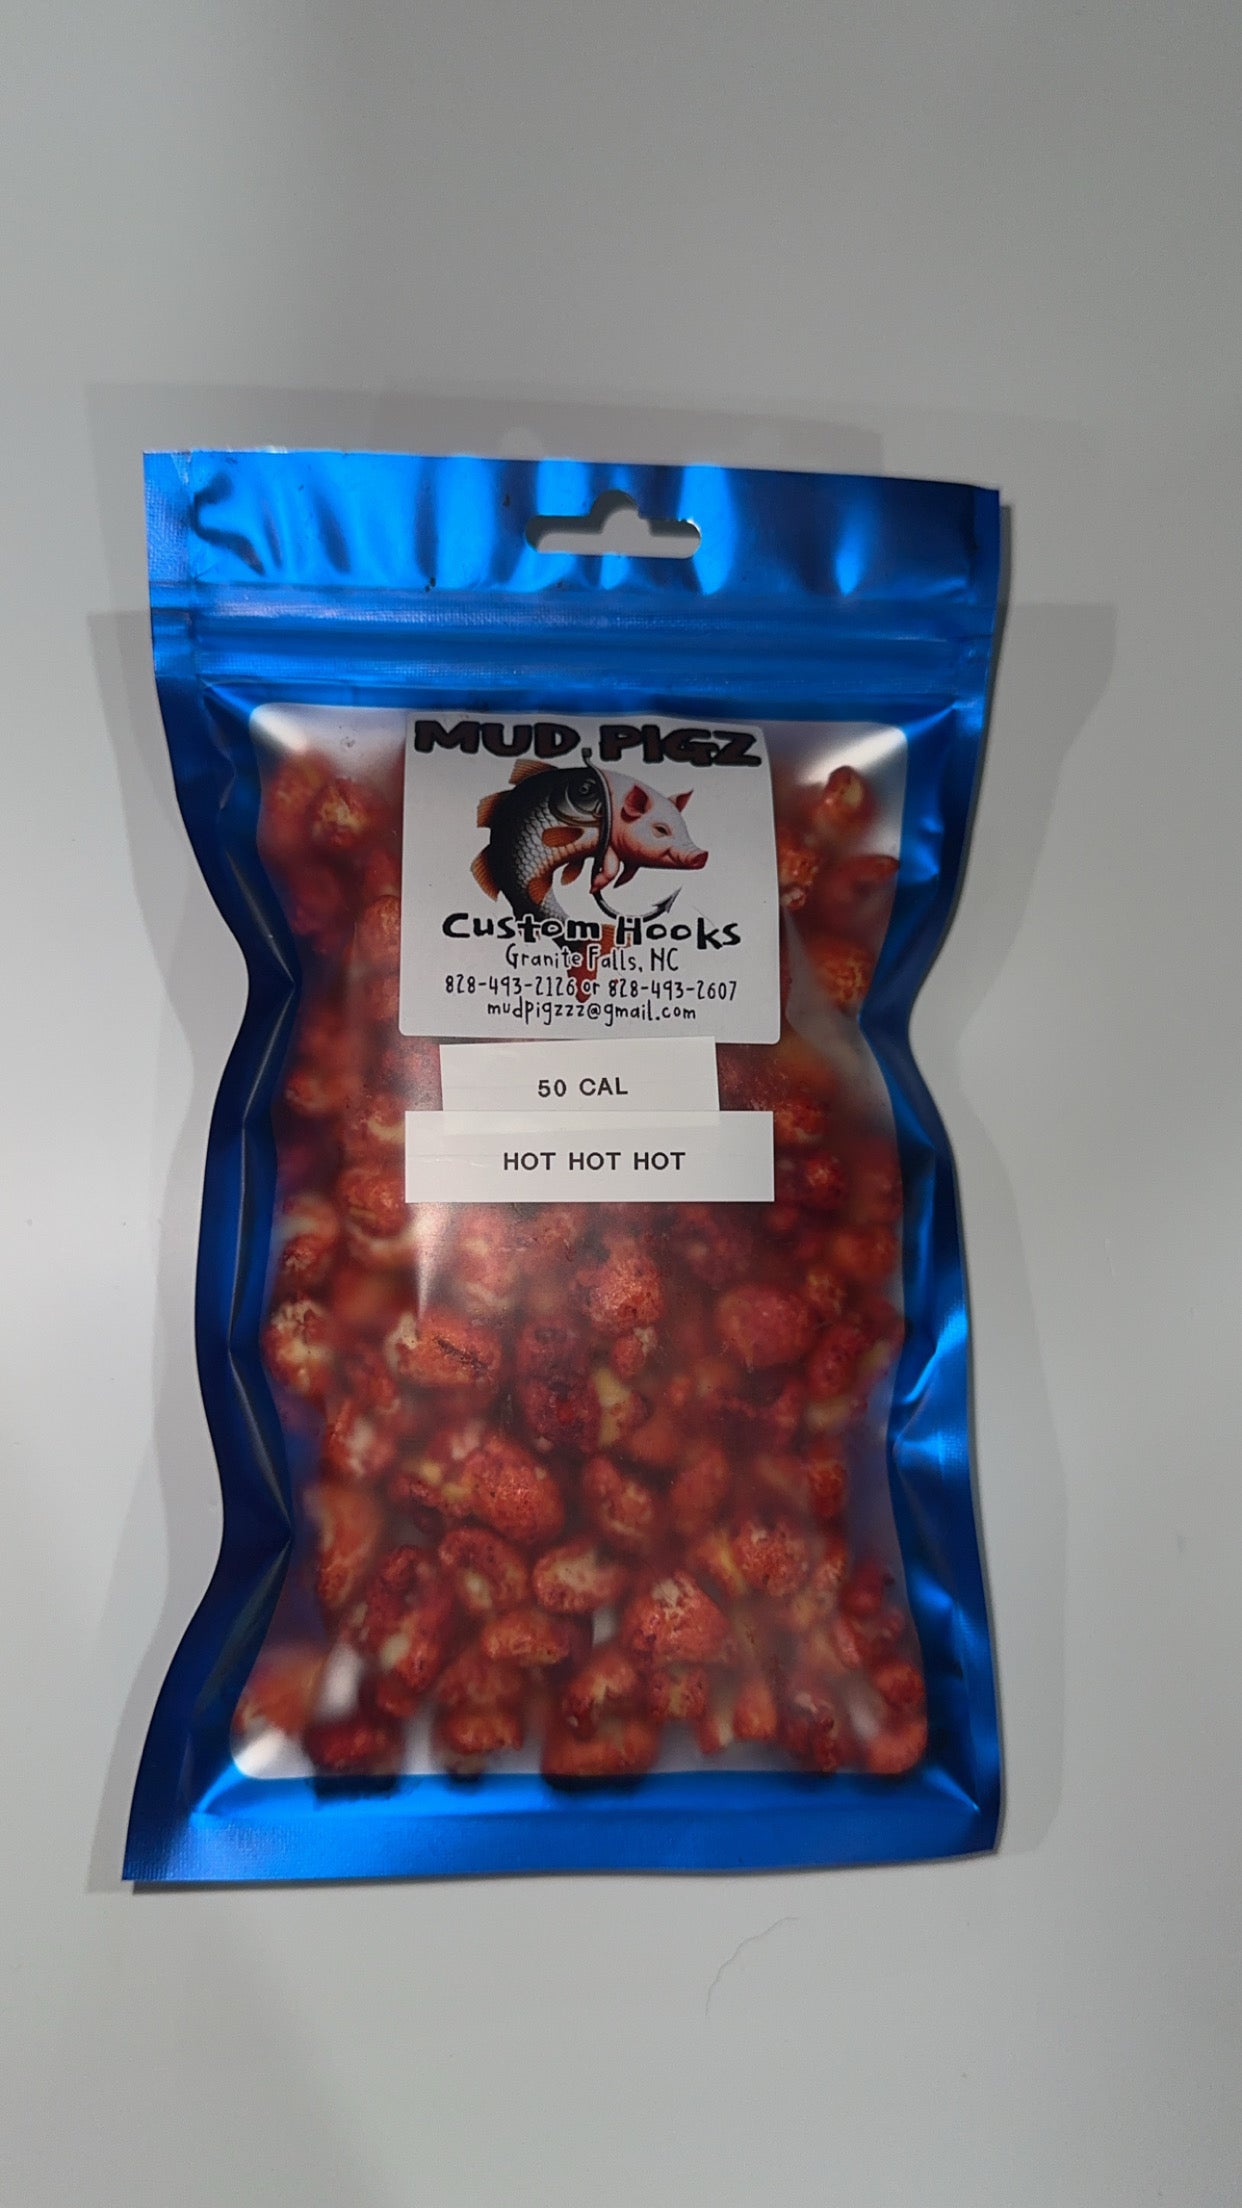 MUD PIGZ
Custom Hooks
Granite Falls, NC
828-493-2126 or 828-493-2607
mudpigzzz@gmail.com
50 CAL
HOT HOT HOT